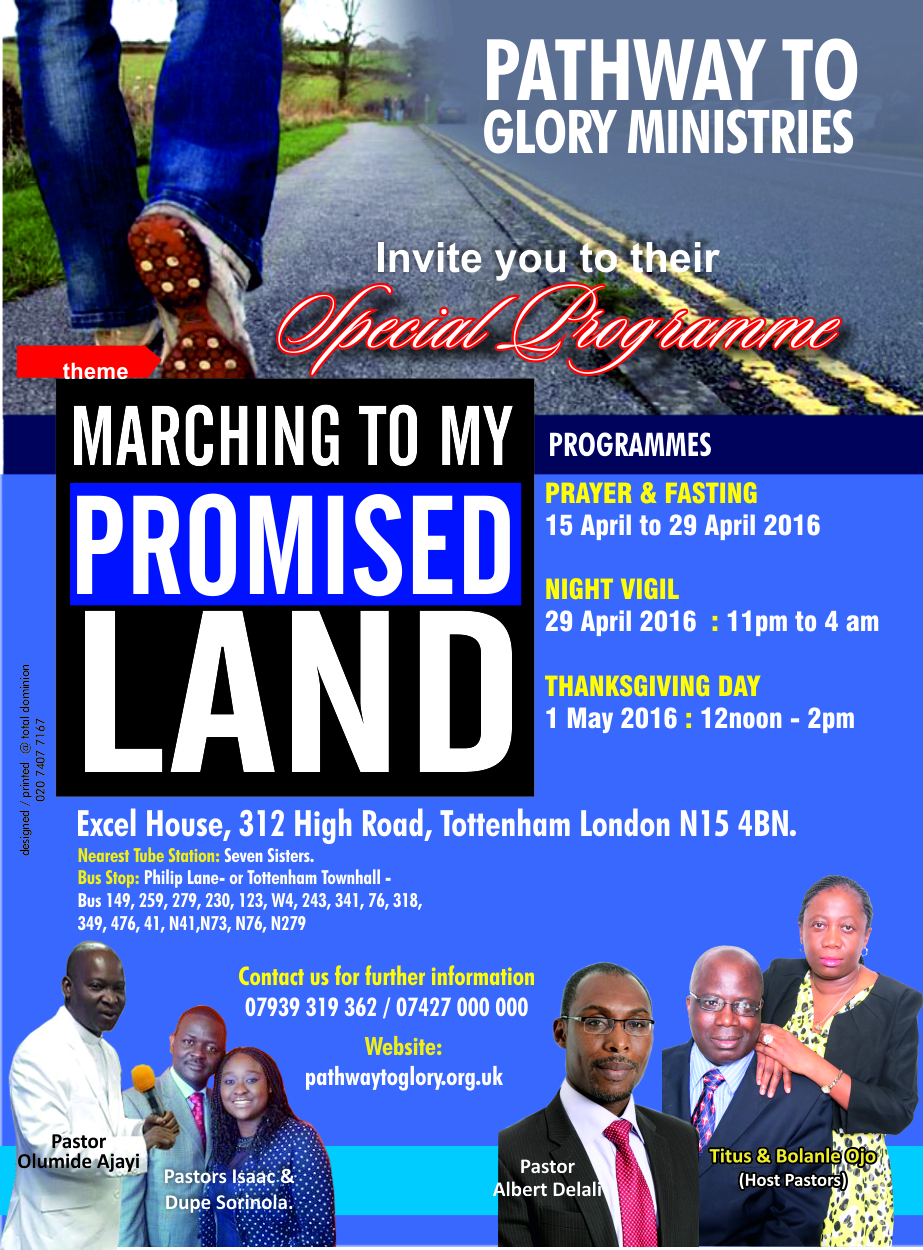 PATHWAY TO
GLORY MINISTRIES
Invite you to their
Special Programme
theme
MARCHING TO MY
PROMISED
LAND
PROGRAMMES
PRAYER & FASTING
15 April to 29 April 2016
NIGHT VIGIL
29 April 2016 : 11pm to 4 am
THANKSGIVING DAY
1 May 2016 : 12noon - 2pm
designed / printed @ total dominion
020 7407 7167
Excel House, 312 High Road, Tottenham London N15 4BN.
Nearest Tube Station: Seven Sisters.
Bus Stop: Philip Lane- or Tottenham Townhall -
Bus 149, 259, 279, 230, 123, W4, 243, 341, 76, 318,
349, 476, 41, N41,N73, N76, N279
Contact us for further information
07939 319 362 / 07427 000 000
Website:
pathwaytoglory.org.uk
Pastor
Olumide Ajayi
Pastors Isaac &
Dupe Sorinola.
Pastor
Albert Delali
Titus & Bolanle Ojo
(Host Pastors)